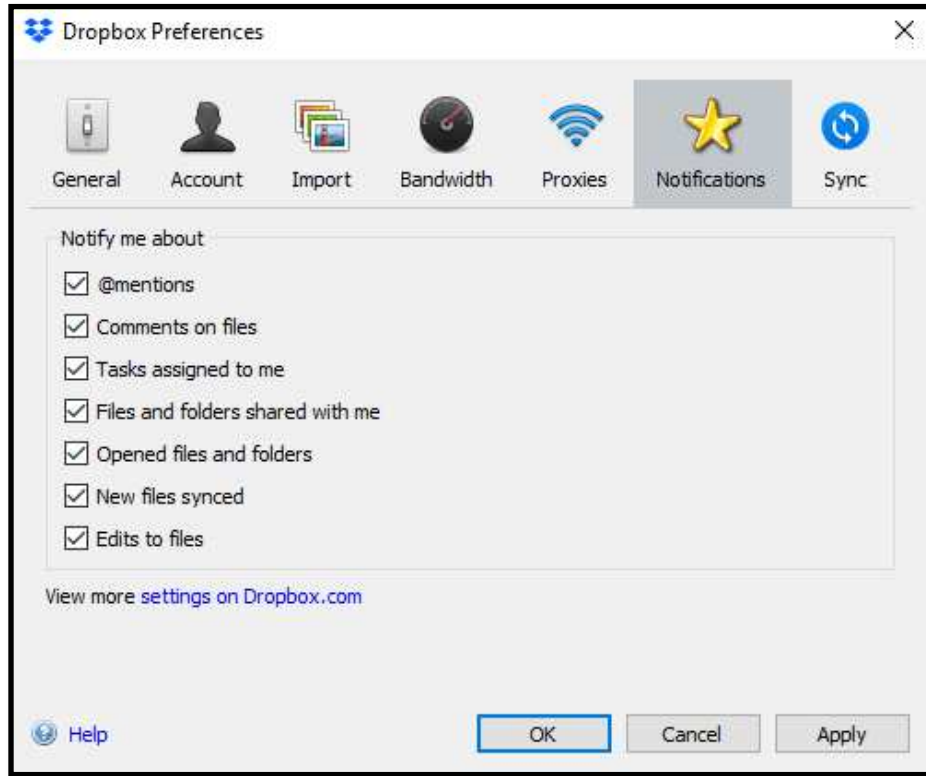 Dropbox Preferences
General Account Import Bandwidth Proxies Notifications Sync
Notify me about
@mentions
Comments on files
Tasks assigned to me
Files and folders shared with me
Opened files and folders
New files synced
Edits to files
View more settings on Dropbox.com
Help OK Cancel Apply